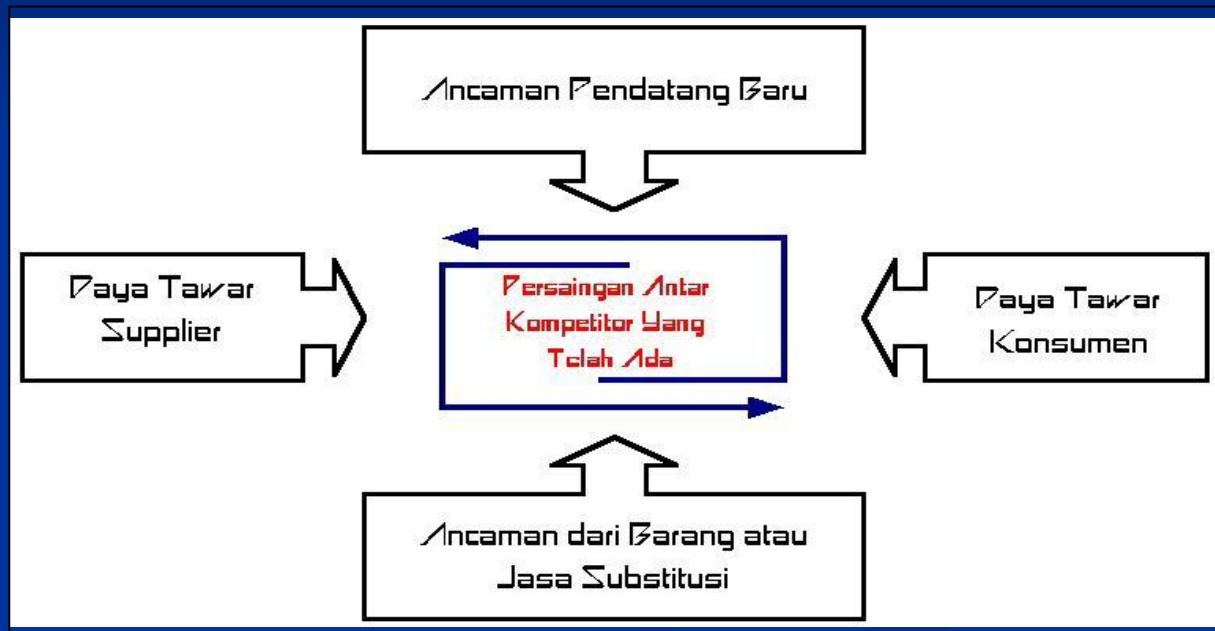 Ancaman Pendatang Baru
Daya Tawar
Supplier
Persaingan Antar
Kompetitor Yang
Telah Ada
Daya Tawar
Konsumen
Ancaman dari Barang atau
Jasa Substitusi